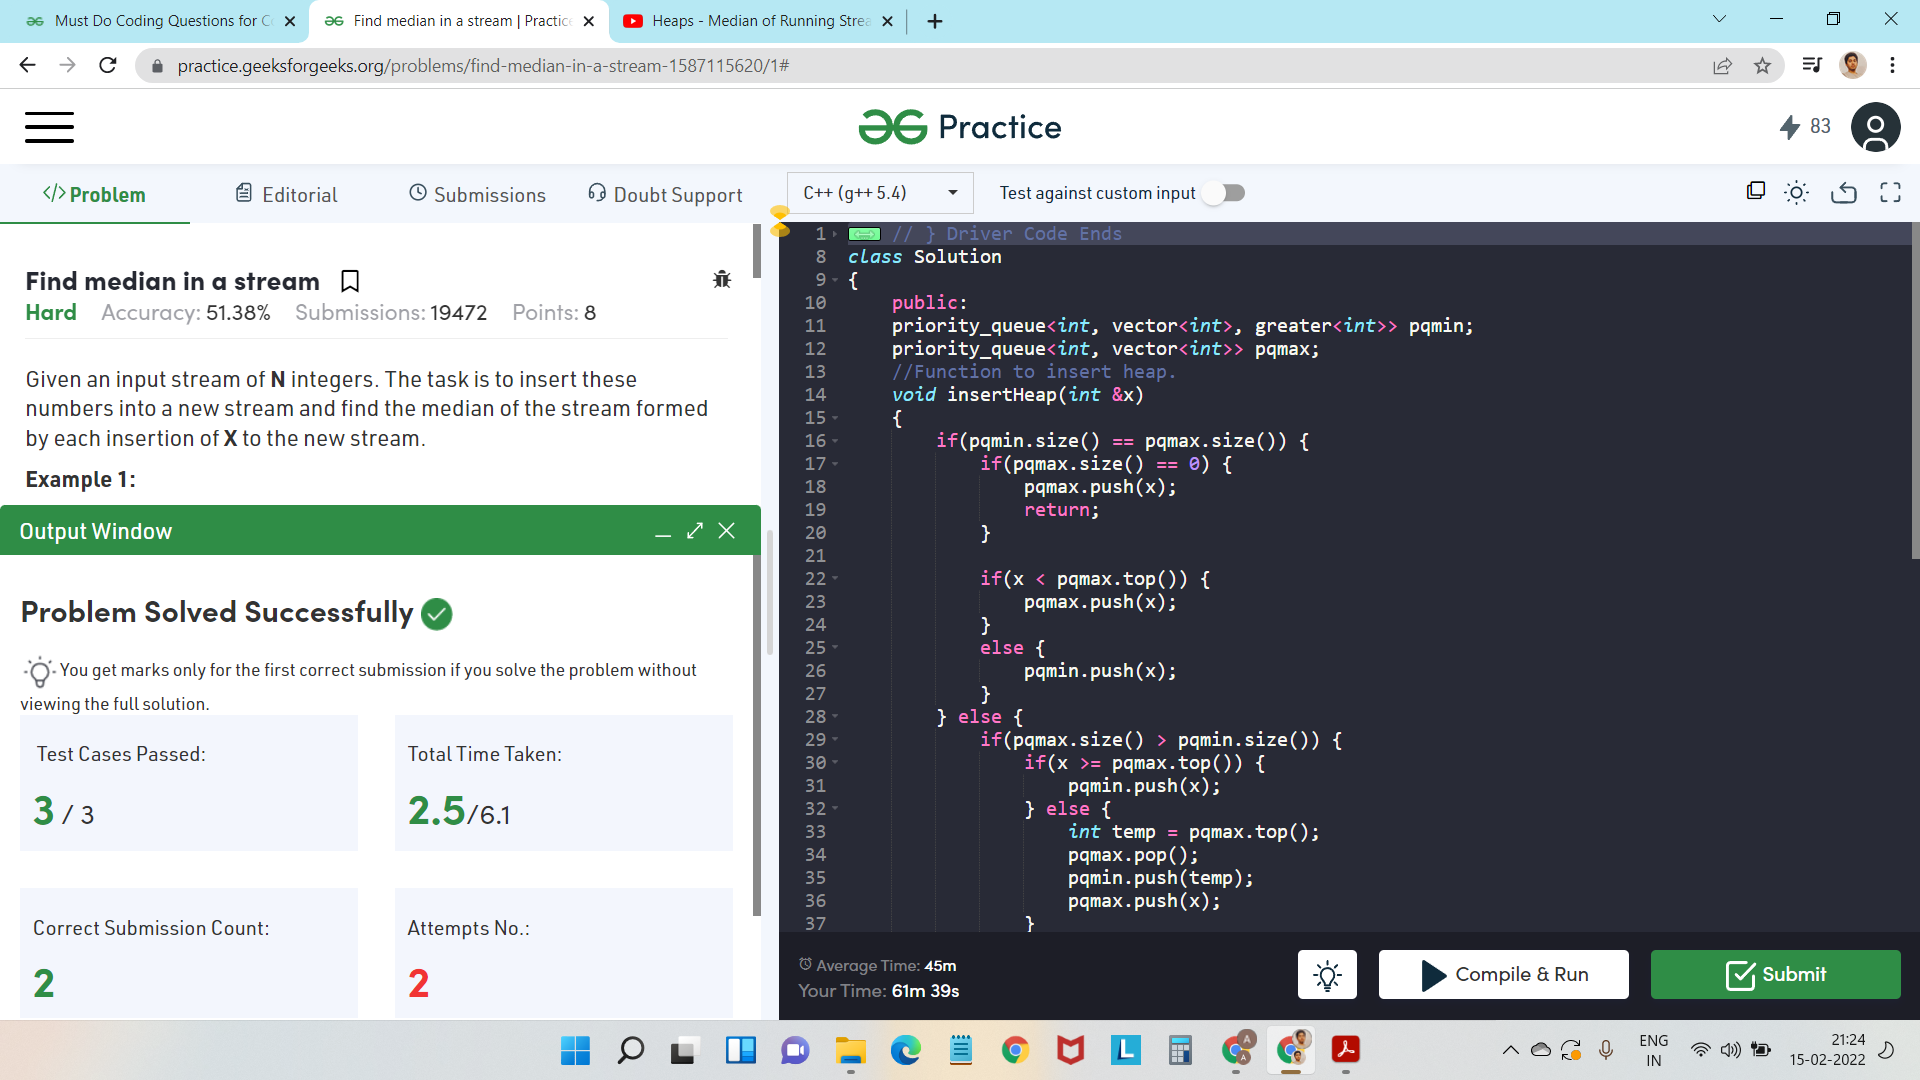 Must Do Coding Questions for C
Find median in a stream | Practice
Heaps - Median of Running Strea
practice.geeksforgeeks.org/problems/find-median-in-a-stream-1587115620/1#
Practice
83
</> Problem
Editorial
Submissions
Doubt Support
C++ (g++ 5.4)
Test against custom input
Find median in a stream
Hard Accuracy: 51.38% Submissions: 19472 Points: 8
Given an input stream of N integers. The task is to insert these
numbers into a new stream and find the median of the stream formed
by each insertion of X to the new stream.
Example 1:
Output Window
Problem Solved Successfully
You get marks only for the first correct submission if you solve the problem without
viewing the full solution.
Test Cases Passed:
3 / 3
Total Time Taken:
2.5/6.1
Correct Submission Count:
2
Attempts No.:
2
1 // } Driver Code Ends
8 class Solution
9 {
10 public:
11 priority_queue<int, vector<int>, greater<int>> pqmin;
12 priority_queue<int, vector<int>> pqmax;
13 //Function to insert heap.
14 void insertHeap(int &x)
15 {
16 if(pqmin.size() == pqmax.size()) {
17 if(pqmax.size() == 0) {
18 pqmax.push(x);
19 return;
20 }
21
22 if(x < pqmax.top()) {
23 pqmax.push(x);
24 }
25 else {
26 pqmin.push(x);
27 }
28 } else {
29 if(pqmax.size() > pqmin.size()) {
30 if(x >= pqmax.top()) {
31 pqmin.push(x);
32 } else {
33 int temp = pqmax.top();
34 pqmax.pop();
35 pqmin.push(temp);
36 pqmax.push(x);
37 }
Average Time: 45m
Your Time: 61m 39s
Compile & Run
Submit
ENG
IN
21:24
15-02-2022